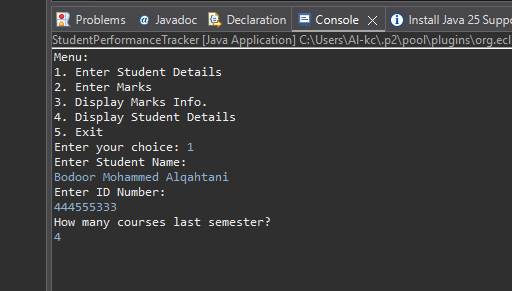 Problems @ Javadoc Declaration Console Install Java 25 Suppo
StudentPerformanceTracker [Java Application] C:\Users\Al-kc\.p2\pool\plugins\org.ecl
Menu:
1. Enter Student Details
2. Enter Marks
3. Display Marks Info.
4. Display Student Details
5. Exit
Enter your choice: 1
Enter Student Name:
Bodoor Mohammed Alqahtani
Enter ID Number:
444555333
How many courses last semester?
4